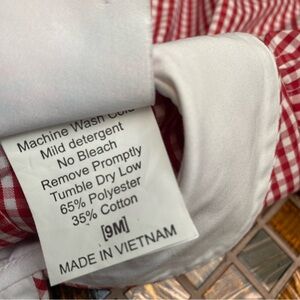 Machine Wash Cold
Mild detergent
No Bleach
Remove Promptly
Tumble Dry Low
65% Polyester
35% Cotton
[9M]
MADE IN VIETNAM